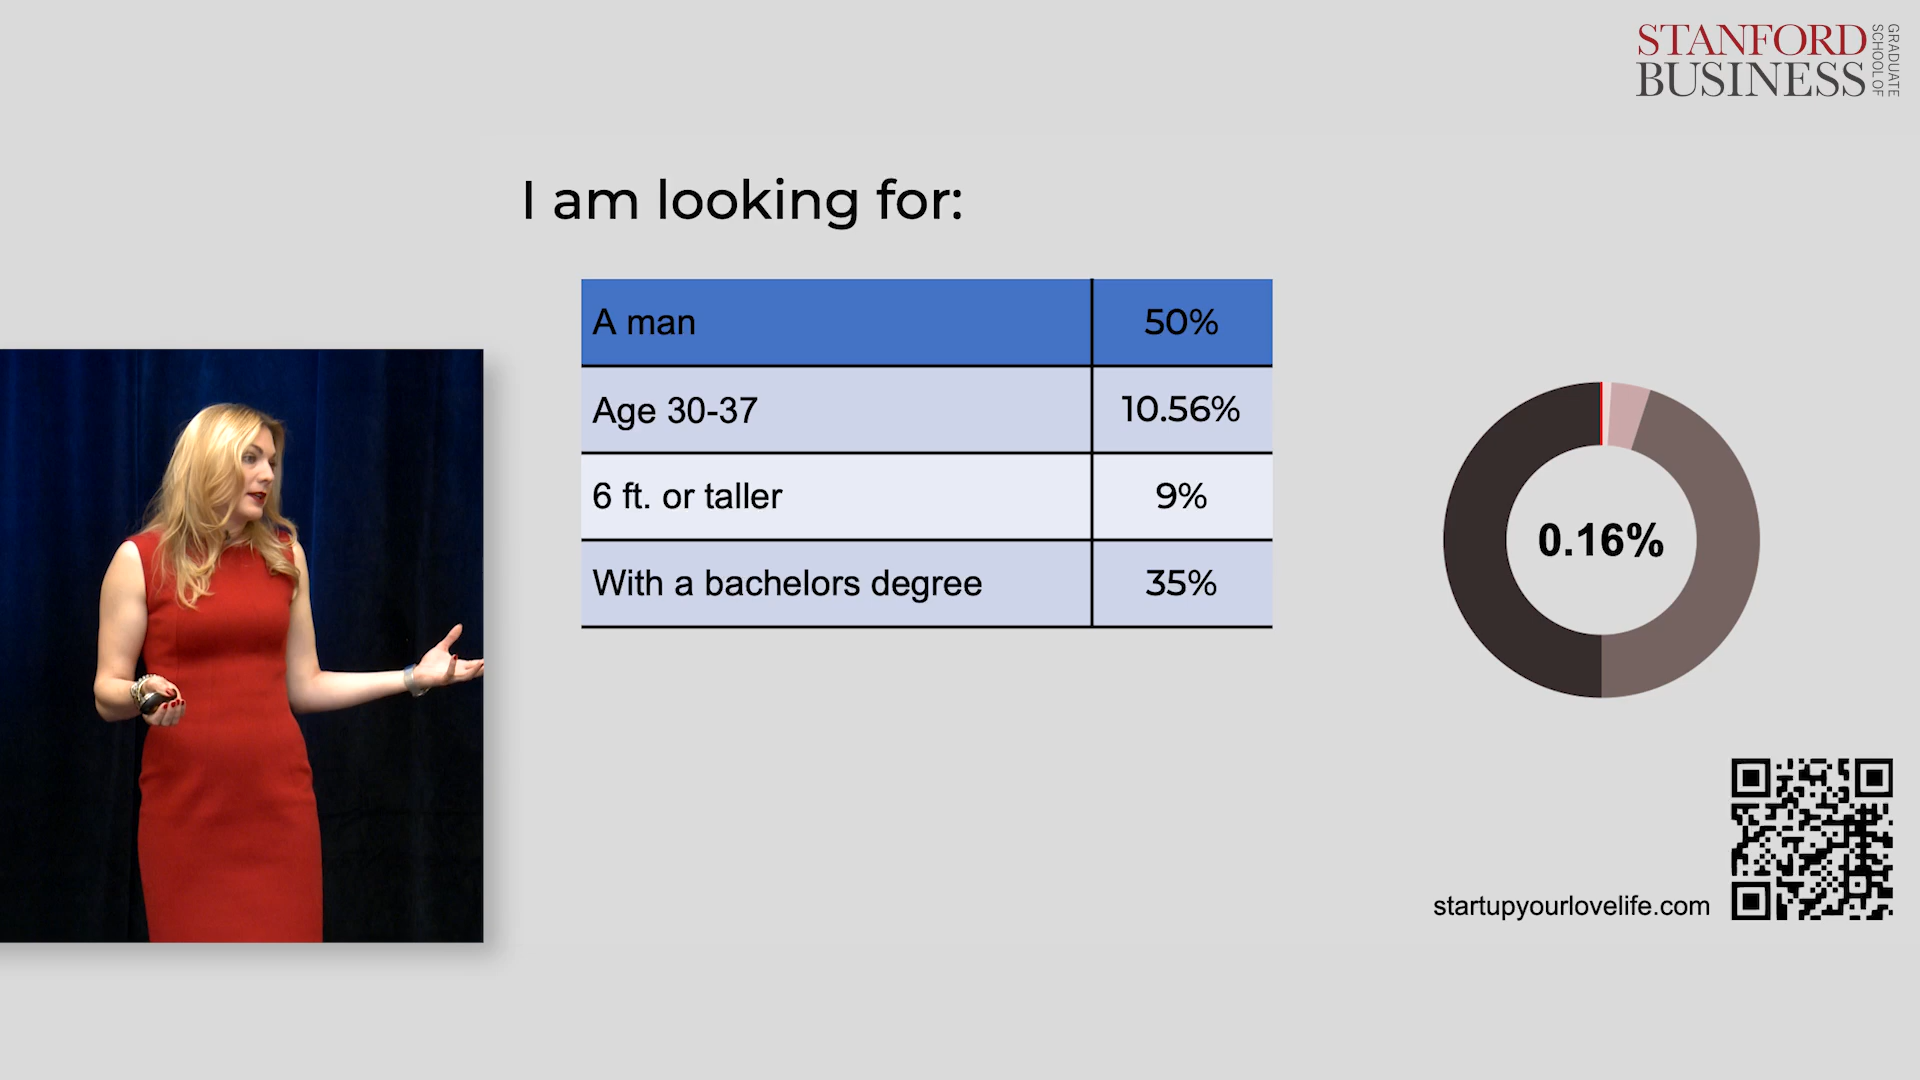 STANFORD
BUSINESS
GRADUATE
SCHOOL OF
I am looking for:
A man 50%
Age 30-37 10.56%
6 ft. or taller 9%
With a bachelors degree 35%
0.16%
startupyourlovelife.com